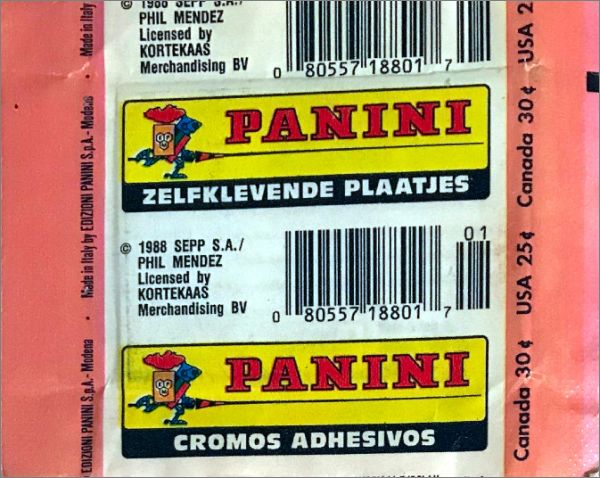 © 1988 SEPP S.A./
PHIL MENDEZ
Licensed by
KORTEKAAS
Merchandising BV
0 80557 18801 7
PANINI
ZELFKLEVENDE PLAATJES
© 1988 SEPP S.A./
PHIL MENDEZ
Licensed by
KORTEKAAS
Merchandising BV
01
0 80557 18801 7
PANINI
CROMOS ADHESIVOS
Made in Italy
Made in Italy by EDIZIONI PANINI S.p.A. - Modena
EDIZIONI PANINI S.p.A. - Modena
Canada 30¢ USA 2
Canada 30¢ USA 25¢